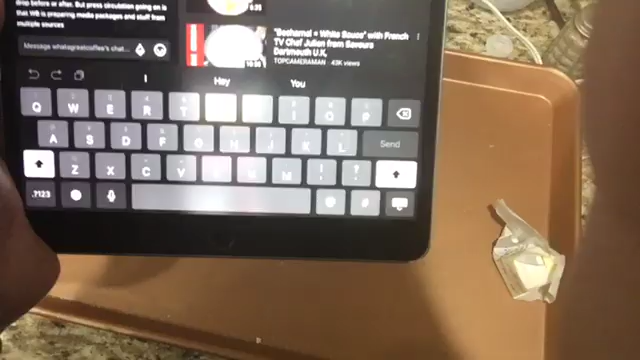 drop before or after. But press circulation going on is
that WB is preparing media packages and stuff from
multiple sources
Message whatagreatcoffee's chat...
"Bechamel = White Sauce" with French
TV Chef Julien from Saveurs
Dartmouth U.K,
TOPCAMERAMAN 43K views
I Hey You
Q W E R T I O P
A S D F G H J K L Send
Z X C V B N M ! ?
.?123 #